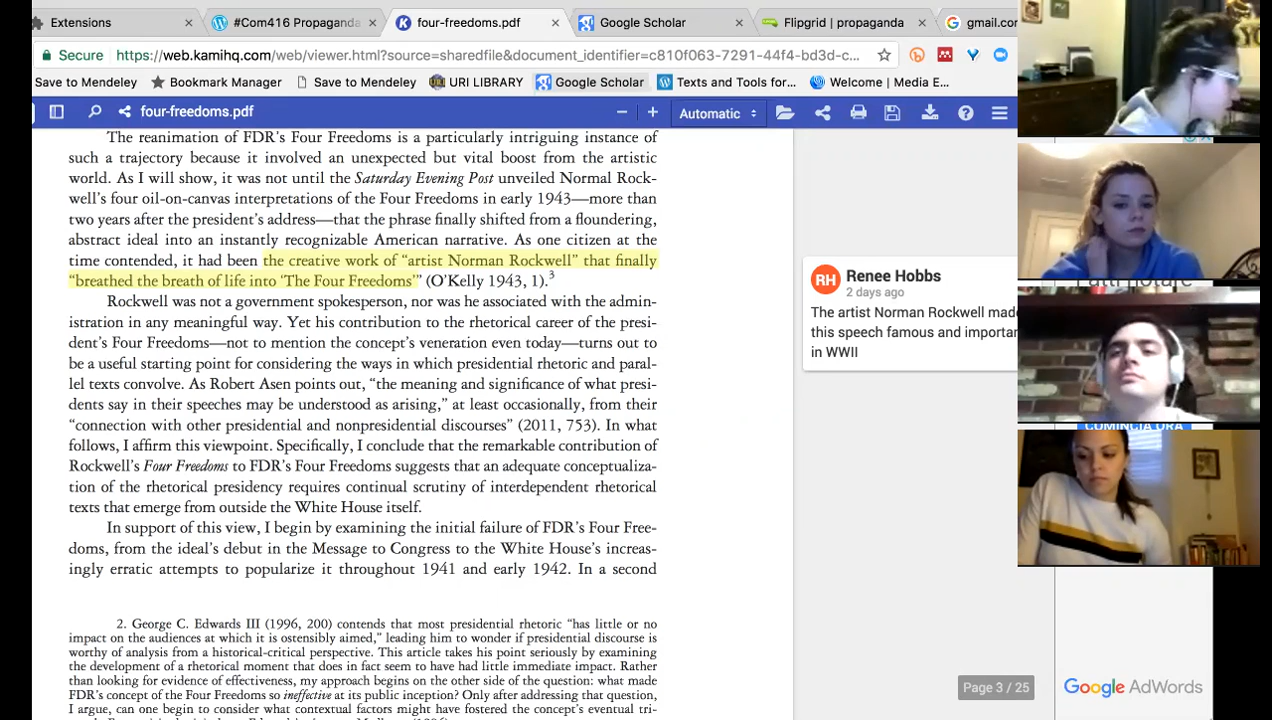 Extensions
#Com416 Propaganda
four-freedoms.pdf
Google Scholar
Flipgrid | propaganda
gmail.com
Secure
https://web.kamihq.com/web/viewer.html?source=sharedfile&document_identifier=c810f063-7291-44f4-bd3d-c...
Save to Mendeley
Bookmark Manager
Save to Mendeley
URI LIBRARY
Google Scholar
Texts and Tools for...
Welcome | Media E...
four-freedoms.pdf
Automatic
The reanimation of FDR's Four Freedoms is a particularly intriguing instance of
such a trajectory because it involved an unexpected but vital boost from the artistic
world. As I will show, it was not until the Saturday Evening Post unveiled Normal Rock-
well's four oil-on-canvas interpretations of the Four Freedoms in early 1943—more than
two years after the president's address—that the phrase finally shifted from a floundering,
abstract ideal into an instantly recognizable American narrative. As one citizen at the
time contended, it had been the creative work of "artist Norman Rockwell" that finally
"breathed the breath of life into 'The Four Freedoms'" (O'Kelly 1943, 1).3
Rockwell was not a government spokesperson, nor was he associated with the admin-
istration in any meaningful way. Yet his contribution to the rhetorical career of the presi-
dent's Four Freedoms—not to mention the concept's veneration even today—turns out to
be a useful starting point for considering the ways in which presidential rhetoric and paral-
lel texts convolve. As Robert Asen points out, "the meaning and significance of what presi-
dents say in their speeches may be understood as arising," at least occasionally, from their
"connection with other presidential and nonpresidential discourses" (2011, 753). In what
follows, I affirm this viewpoint. Specifically, I conclude that the remarkable contribution of
Rockwell's Four Freedoms to FDR's Four Freedoms suggests that an adequate conceptualiza-
tion of the rhetorical presidency requires continual scrutiny of interdependent rhetorical
texts that emerge from outside the White House itself.
In support of this view, I begin by examining the initial failure of FDR's Four Free-
doms, from the ideal's debut in the Message to Congress to the White House's increas-
ingly erratic attempts to popularize it throughout 1941 and early 1942. In a second
2. George C. Edwards III (1996, 200) contends that most presidential rhetoric "has little or no
impact on the audiences at which it is ostensibly aimed," leading him to wonder if presidential discourse is
worthy of analysis from a historical-critical perspective. This article takes his point seriously by examining
the development of a rhetorical moment that does in fact seem to have had little immediate impact. Rather
than looking for evidence of effectiveness, my approach begins on the other side of the question: what made
FDR's concept of the Four Freedoms so ineffective at its public inception? Only after addressing that question,
I argue, can one begin to consider what contextual factors might have fostered the concept's eventual tri-
RH
Renee Hobbs
2 days ago
The artist Norman Rockwell made
this speech famous and important
in WWII
COMINCIA ORA
Page 3 / 25
Google AdWords